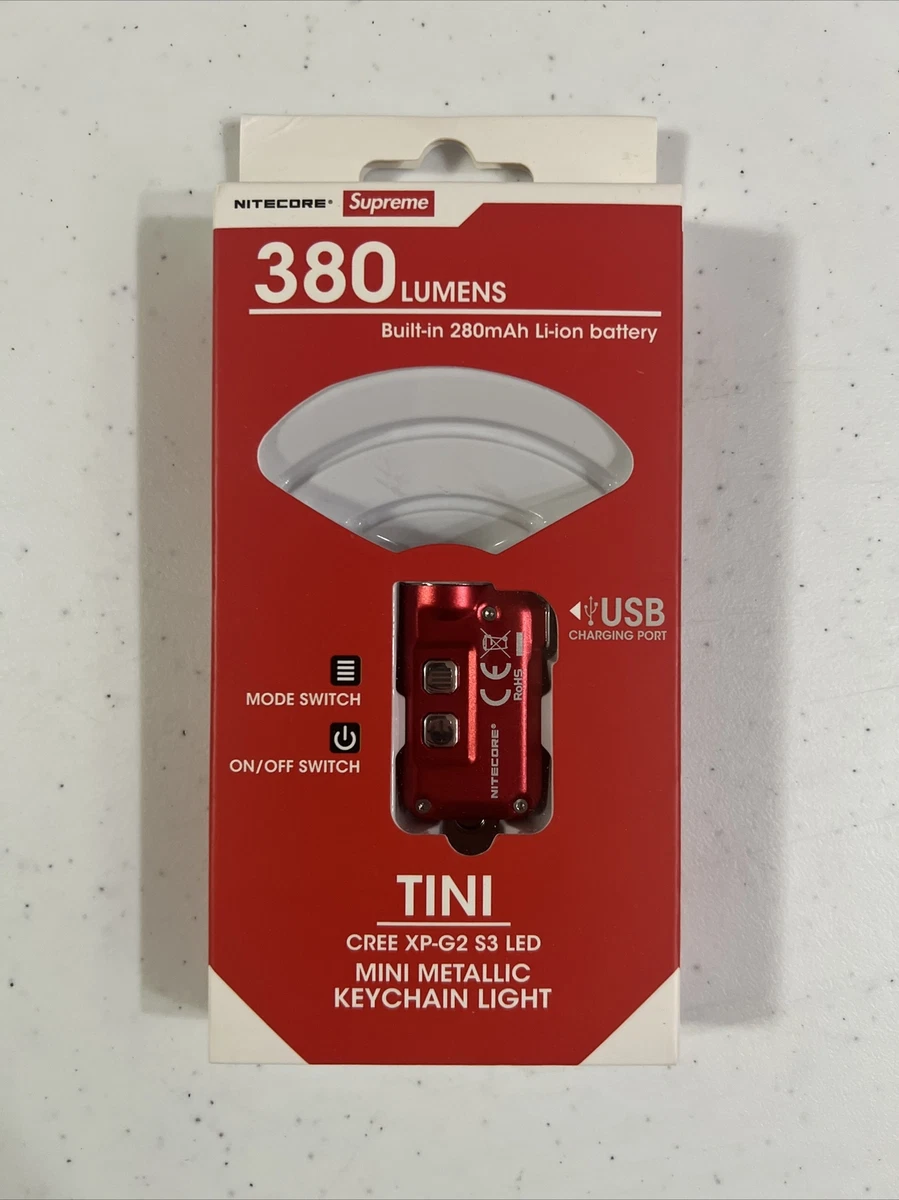 NITECORE® Supreme
380 LUMENS
Built-in 280mAh Li-ion battery
USB
CHARGING PORT
MODE SWITCH
ON/OFF SWITCH
CE
RoHS
NITECORE®
TINI
CREE XP-G2 S3 LED
MINI METALLIC
KEYCHAIN LIGHT